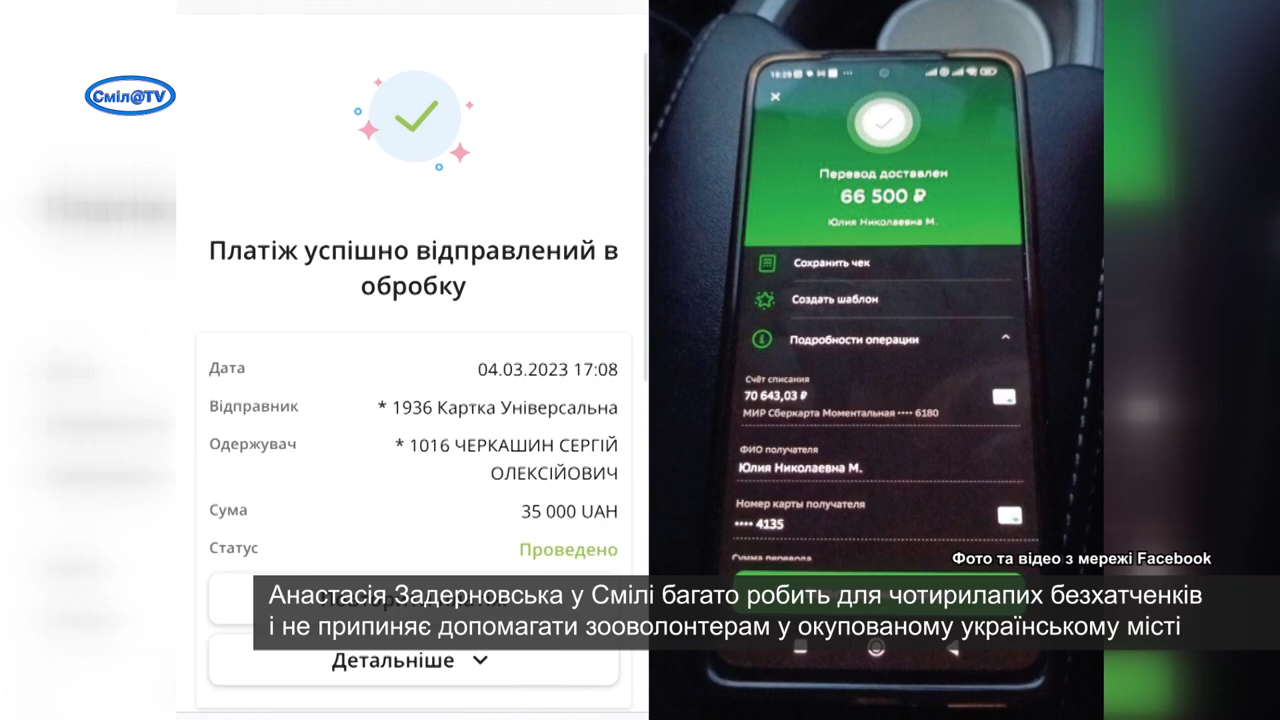 Сміл@TV
Платіж успішно відправлений в
обробку
Дата 04.03.2023 17:08
Відправник * 1936 Картка Універсальна
Одержувач * 1016 ЧЕРКАШИН СЕРГІЙ
ОЛЕКСІЙОВИЧ
Сума 35 000 UAH
Статус Проведено
Детальніше
Перевод доставлен
66 500 ₽
Юлия Николаевна М.
Сохранить чек
Создать шаблон
Подробности операции
Счёт списания
70 643,03 ₽
МИР Сберкарта Моментальная •••• 6180
ФИО получателя
Юлия Николаевна М.
Номер карты получателя
•••• 4135
Сумма перевода
Фото та відео з мережі Facebook
Анастасія Задерновська у Смілі багато робить для чотирилапих безхатченків
і не припиняє допомагати зооволонтерам у окупованому українському місті